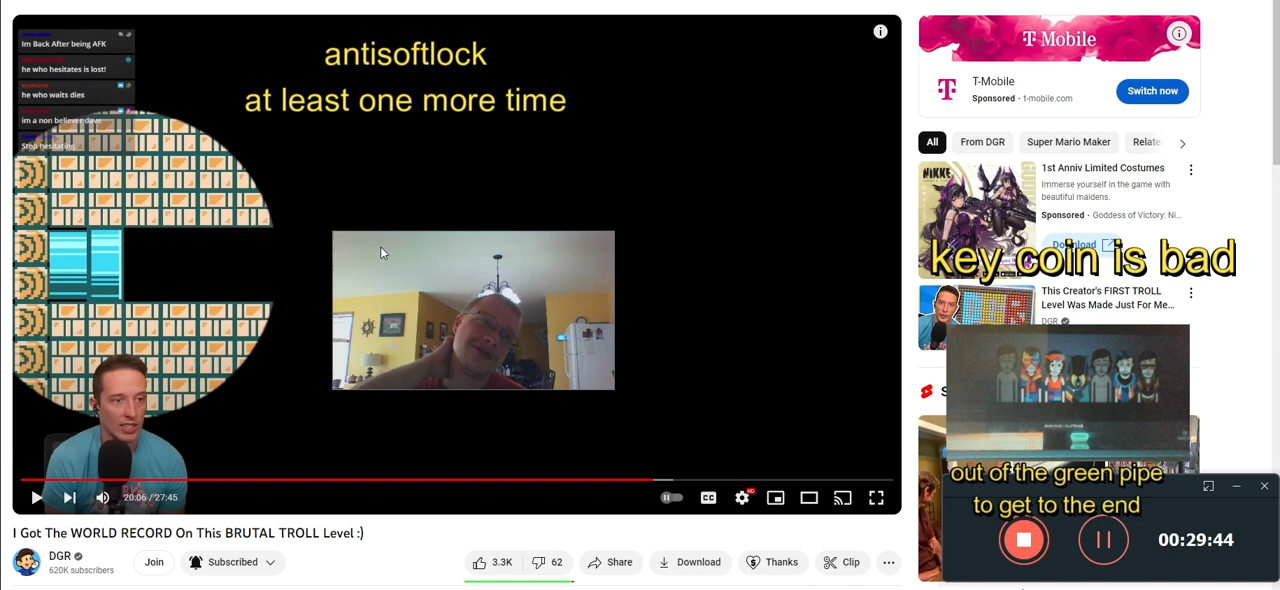 Im Back After being AFK
he who hesitates is lost!
he who waits dies
im a non believer dave
Stop hesitating.
antisoftlock
at least one more time
20:06 / 27:45
CC
HD
I Got The WORLD RECORD On This BRUTAL TROLL Level :)
DGR
620K subscribers
Join
Subscribed
3.3K
62
Share
Download
Thanks
Clip
T Mobile
T-Mobile
Sponsored · t-mobile.com
Switch now
All
From DGR
Super Mario Maker
Relate
NIKKE
1st Anniv Limited Costumes
Immerse yourself in the game with
beautiful maidens.
Sponsored · Goddess of Victory: Ni...
Download
key coin is bad
This Creator's FIRST TROLL
Level Was Made Just For Me...
DGR
S
out of the green pipe
to get to the end
00:29:44